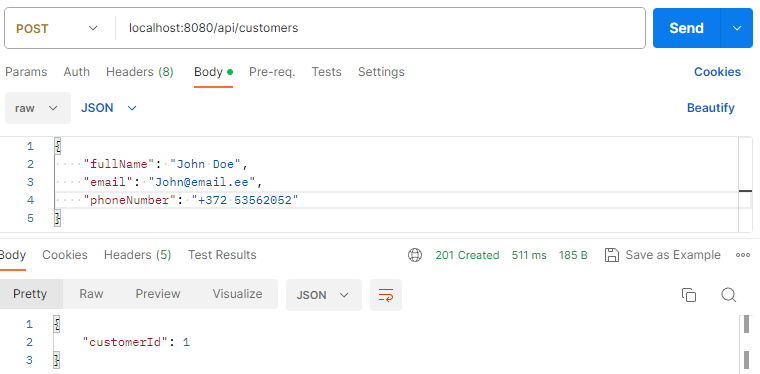 POST localhost:8080/api/customers Send
Params Auth Headers (8) Body Pre-req. Tests Settings Cookies
raw JSON Beautify
1 {
2 "fullName": "John Doe",
3 "email": "John@email.ee",
4 "phoneNumber": "+372 53562052"
5 }
Body Cookies Headers (5) Test Results 201 Created 511 ms 185 B Save as Example
Pretty Raw Preview Visualize JSON
1 {
2 "customerId": 1
3 }